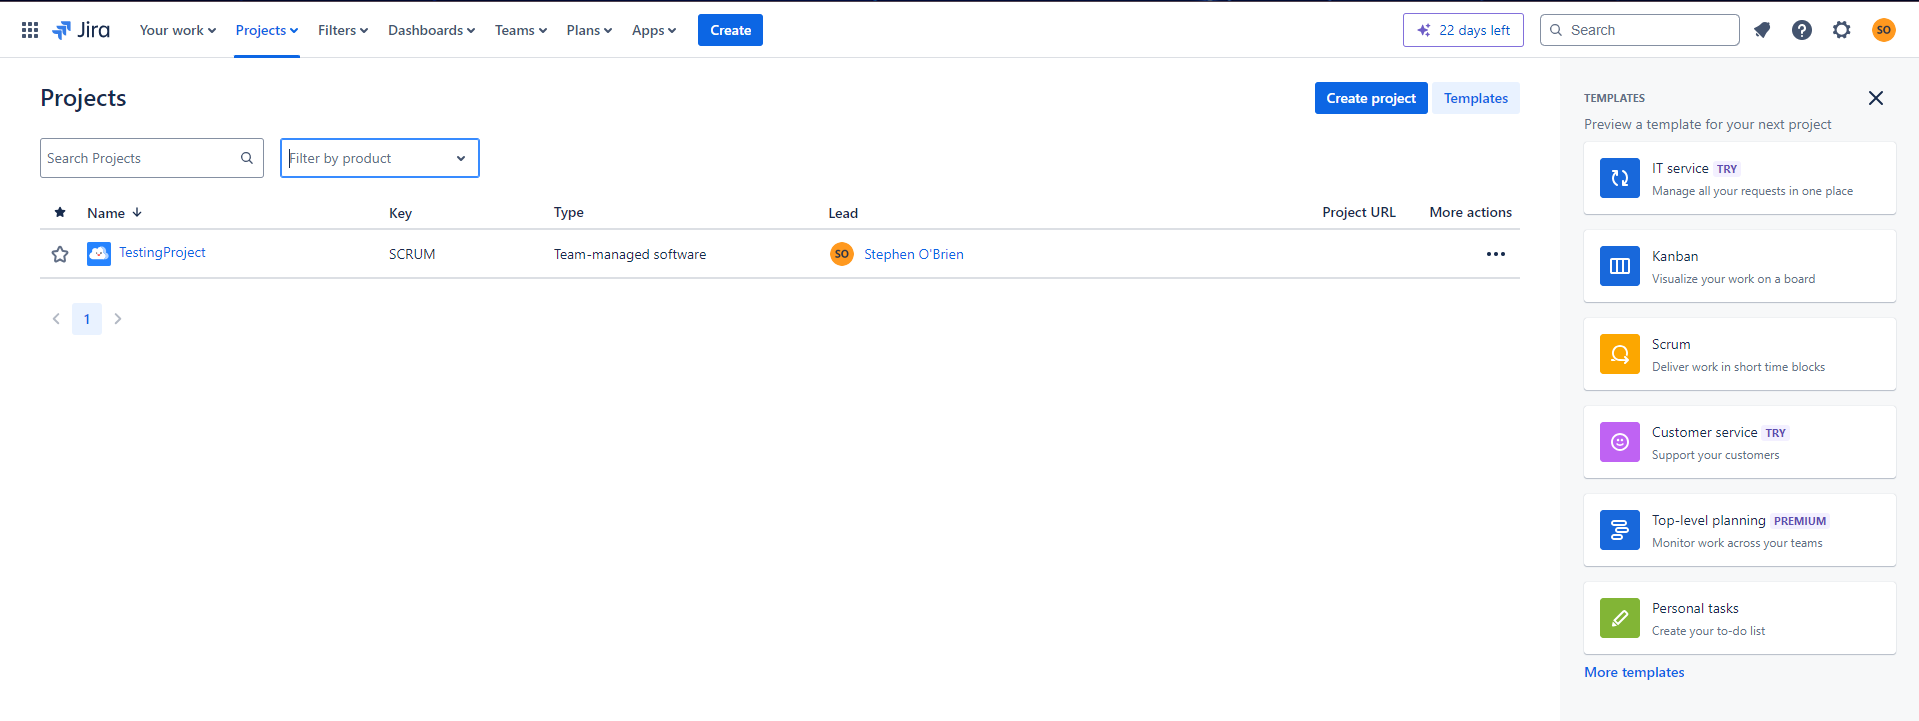 Jira Your work Projects Filters Dashboards Teams Plans Apps Create 22 days left Search SO
Projects
Create project Templates
Search Projects Filter by product
Name Key Type Lead Project URL More actions
TestingProject SCRUM Team-managed software SO Stephen O'Brien
1
TEMPLATES
Preview a template for your next project
IT service TRY
Manage all your requests in one place
Kanban
Visualize your work on a board
Scrum
Deliver work in short time blocks
Customer service TRY
Support your customers
Top-level planning PREMIUM
Monitor work across your teams
Personal tasks
Create your to-do list
More templates